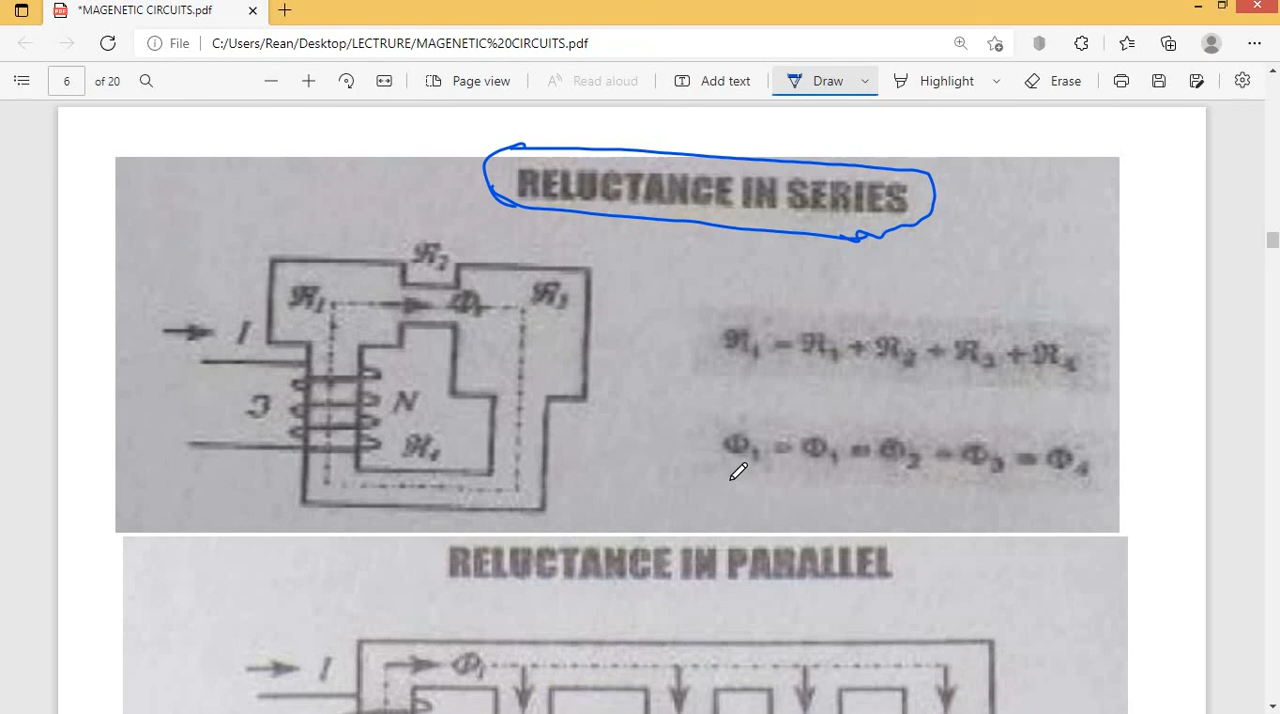 *MAGENETIC CIRCUITS.pdf
File C:/Users/Rean/Desktop/LECTRURE/MAGENETIC%20CIRCUITS.pdf
6 of 20 Page view Read aloud Add text Draw Highlight Erase
RELUCTANCE IN SERIES
ℜ₂
ℜ₁ Φₜ ℜ₃
I
ℜₜ = ℜ₁ + ℜ₂ + ℜ₃ + ℜ₄
N
ℜ₄
Φₜ = Φ₁ = Φ₂ = Φ₃ = Φ₄
RELUCTANCE IN PARALLEL
I Φₜ